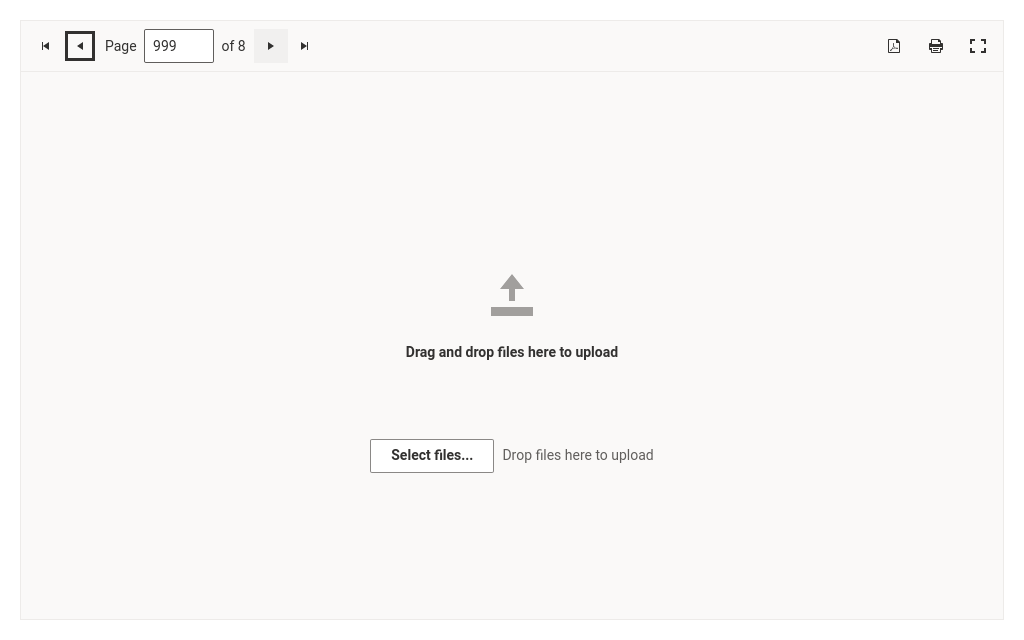 Page 999 of 8
Drag and drop files here to upload
Select files... Drop files here to upload